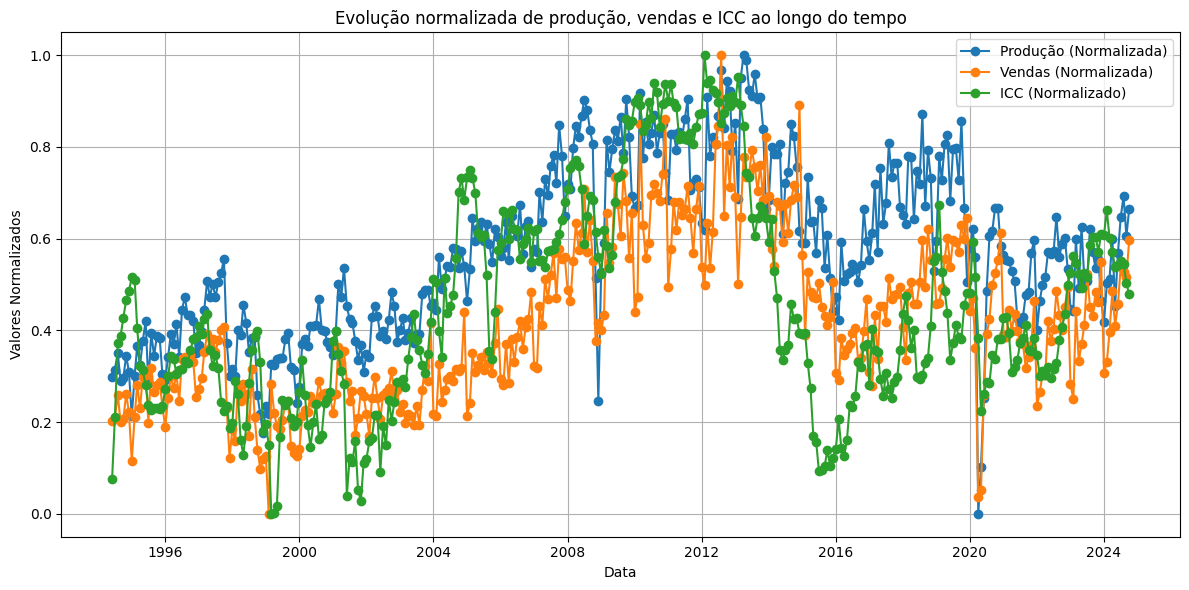 Evolução normalizada de produção, vendas e ICC ao longo do tempo
Produção (Normalizada)
Vendas (Normalizada)
ICC (Normalizado)
Valores Normalizados
1.0
0.8
0.6
0.4
0.2
0.0
1996 2000 2004 2008 2012 2016 2020 2024
Data